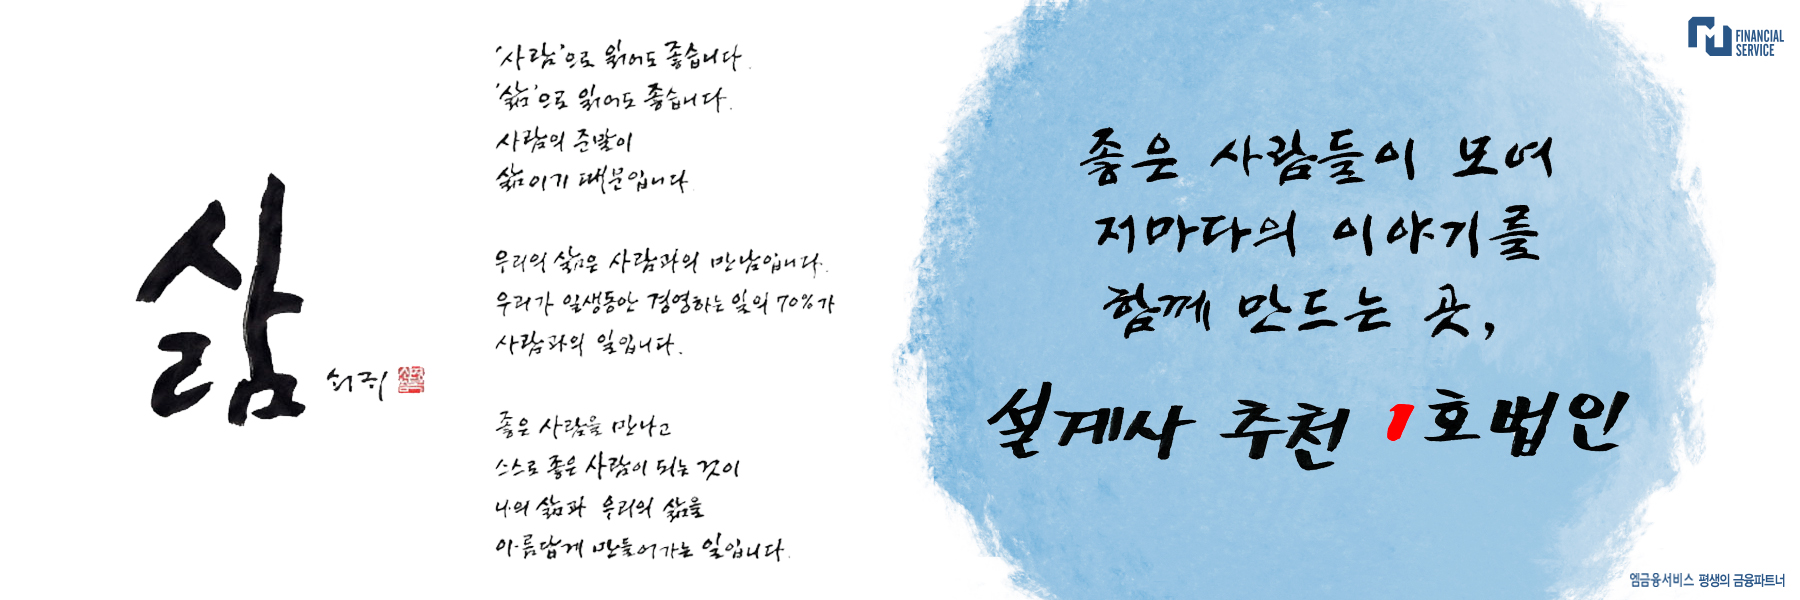 삶
쇠귀
'사람'으로 읽어도 좋습니다.
'삶'으로 읽어도 좋습니다.
사람의 준말이
삶이기 때문입니다.
우리의 삶은 사람과의 만남입니다.
우리가 일생동안 경영하는 일의 70%가
사람과의 일입니다.
좋은 사람을 만나고
스스로 좋은 사람이 되는 것이
나의 삶과 우리의 삶을
아름답게 만들어가는 일입니다.
좋은 사람들이 모여
저마다의 이야기를
함께 만드는 곳,
설계사 추천 1호법인
FINANCIAL
SERVICE
엠금융서비스 평생의 금융파트너